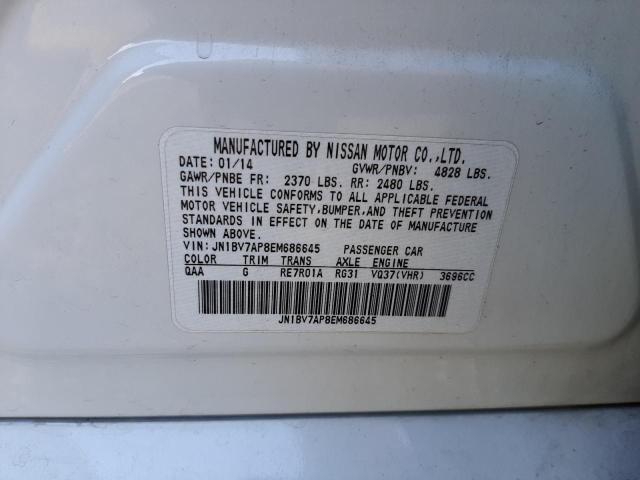 MANUFACTURED BY NISSAN MOTOR CO.,LTD.
DATE: 01/14 GVWR/PNBV: 4828 LBS.
GAWR/PNBE FR: 2370 LBS. RR: 2480 LBS.
THIS VEHICLE CONFORMS TO ALL APPLICABLE FEDERAL
MOTOR VEHICLE SAFETY,BUMPER,AND THEFT PREVENTION
STANDARDS IN EFFECT ON THE DATE OF MANUFACTURE
SHOWN ABOVE.
VIN: JN1BV7AP8EM686645 PASSENGER CAR
COLOR TRIM TRANS AXLE ENGINE
QAA G RE7R01A RG31 VQ37(VHR) 3696CC
JN1BV7AP8EM686645